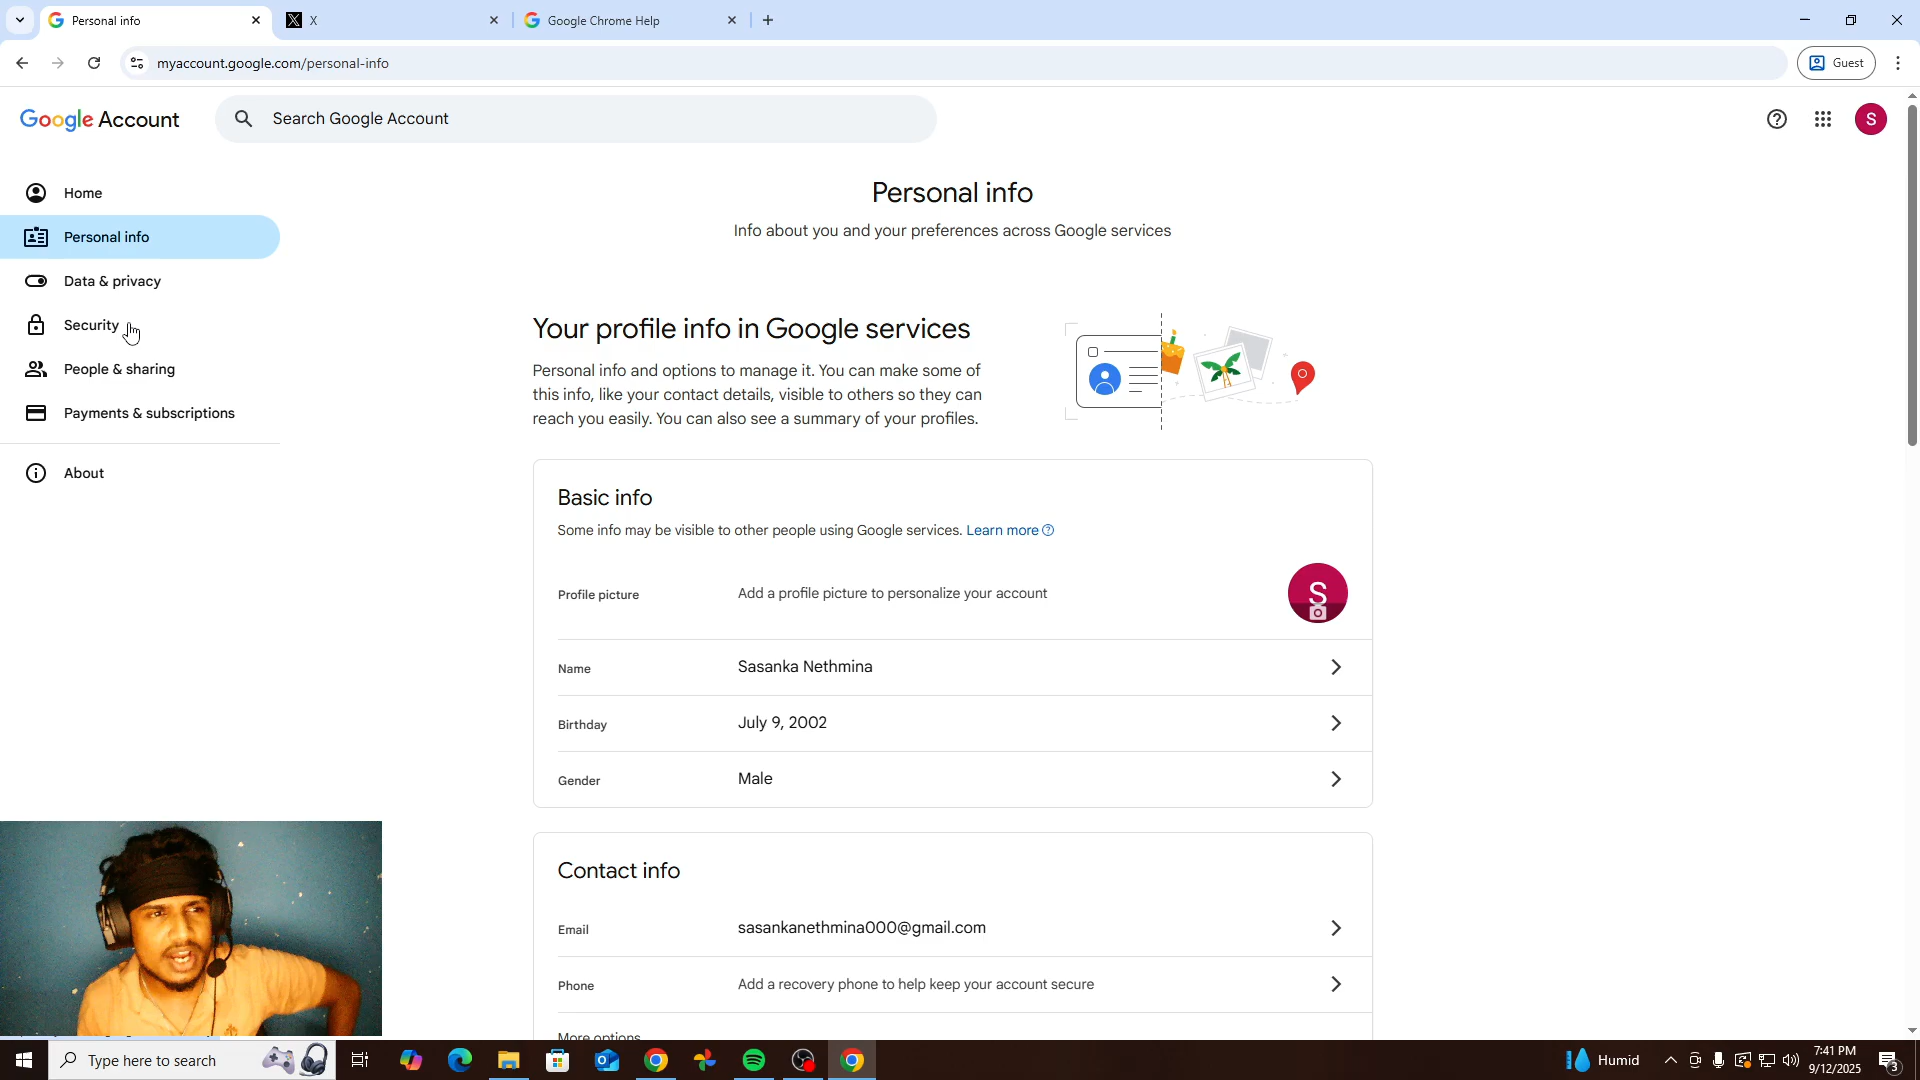 Personal info
X
Google Chrome Help
myaccount.google.com/personal-info
Guest
Google Account
Search Google Account
S
Home
Personal info
Data & privacy
Security
People & sharing
Payments & subscriptions
About
Personal info
Info about you and your preferences across Google services
Your profile info in Google services
Personal info and options to manage it. You can make some of
this info, like your contact details, visible to others so they can
reach you easily. You can also see a summary of your profiles.
Basic info
Some info may be visible to other people using Google services. Learn more
Profile picture
Add a profile picture to personalize your account
S
Name
Sasanka Nethmina
Birthday
July 9, 2002
Gender
Male
Contact info
Email
sasankanethmina000@gmail.com
Phone
Add a recovery phone to help keep your account secure
More options
Type here to search
Humid
7:41 PM
9/12/2025
3